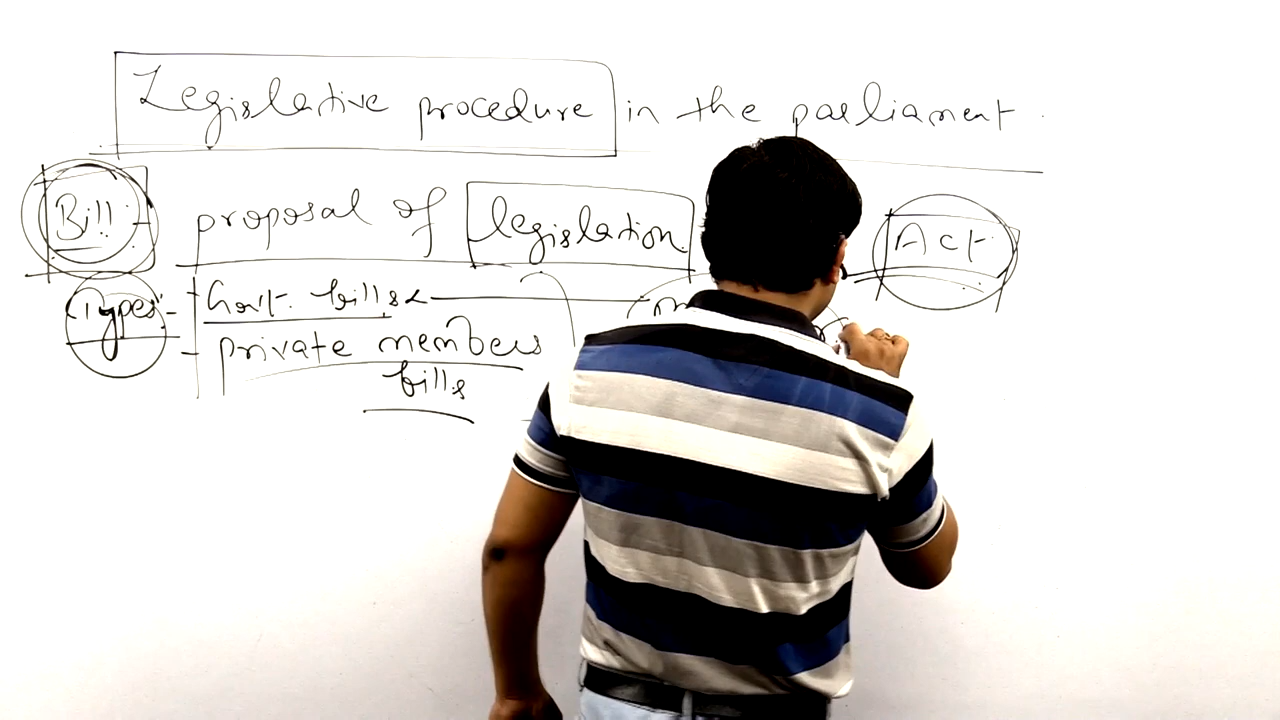 Legislative procedure in the parliament.
Bill - proposal of legislation Act
Types - Govt. bills
- private members
bills